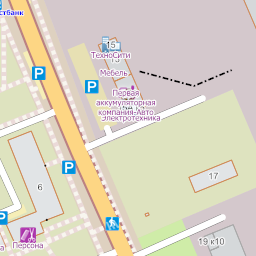 стбанк
15
ТехноСити
Мебель
P
P
Первая
аккумуляторная
компания-Авто
Электротехника
P
17
6
Персона
19 к10